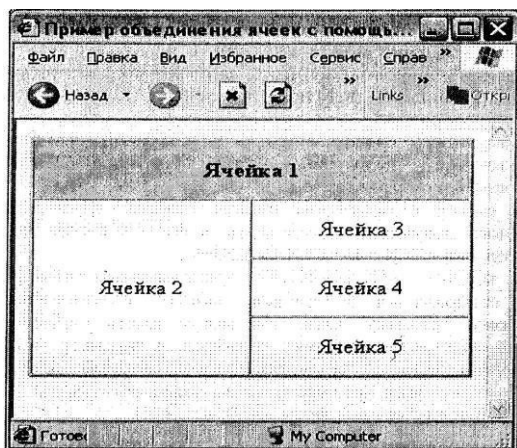 Пример объединения ячеек с помощь...
Файл Правка Вид Избранное Сервис Справ »
Назад » Links » Откри
Ячейка 1
Ячейка 2
Ячейка 3
Ячейка 4
Ячейка 5
Готово My Computer